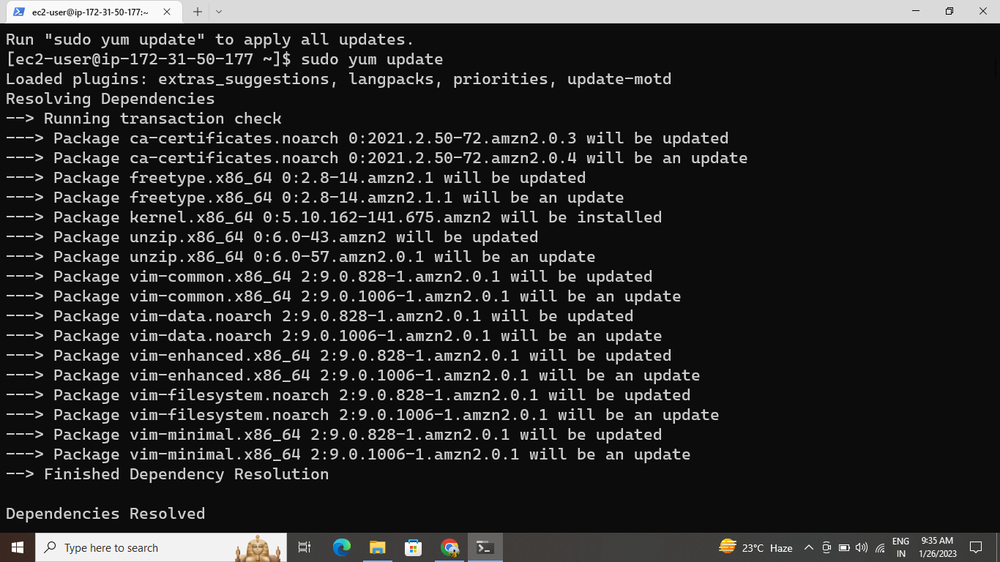 ec2-user@ip-172-31-50-177:~
Run "sudo yum update" to apply all updates.
[ec2-user@ip-172-31-50-177 ~]$ sudo yum update
Loaded plugins: extras_suggestions, langpacks, priorities, update-motd
Resolving Dependencies
--> Running transaction check
---> Package ca-certificates.noarch 0:2021.2.50-72.amzn2.0.3 will be updated
---> Package ca-certificates.noarch 0:2021.2.50-72.amzn2.0.4 will be an update
---> Package freetype.x86_64 0:2.8-14.amzn2.1 will be updated
---> Package freetype.x86_64 0:2.8-14.amzn2.1.1 will be an update
---> Package kernel.x86_64 0:5.10.162-141.675.amzn2 will be installed
---> Package unzip.x86_64 0:6.0-43.amzn2 will be updated
---> Package unzip.x86_64 0:6.0-57.amzn2.0.1 will be an update
---> Package vim-common.x86_64 2:9.0.828-1.amzn2.0.1 will be updated
---> Package vim-common.x86_64 2:9.0.1006-1.amzn2.0.1 will be an update
---> Package vim-data.noarch 2:9.0.828-1.amzn2.0.1 will be updated
---> Package vim-data.noarch 2:9.0.1006-1.amzn2.0.1 will be an update
---> Package vim-enhanced.x86_64 2:9.0.828-1.amzn2.0.1 will be updated
---> Package vim-enhanced.x86_64 2:9.0.1006-1.amzn2.0.1 will be an update
---> Package vim-filesystem.noarch 2:9.0.828-1.amzn2.0.1 will be updated
---> Package vim-filesystem.noarch 2:9.0.1006-1.amzn2.0.1 will be an update
---> Package vim-minimal.x86_64 2:9.0.828-1.amzn2.0.1 will be updated
---> Package vim-minimal.x86_64 2:9.0.1006-1.amzn2.0.1 will be an update
--> Finished Dependency Resolution
Dependencies Resolved
Type here to search
23°C Haze
ENG
IN
9:35 AM
1/26/2023